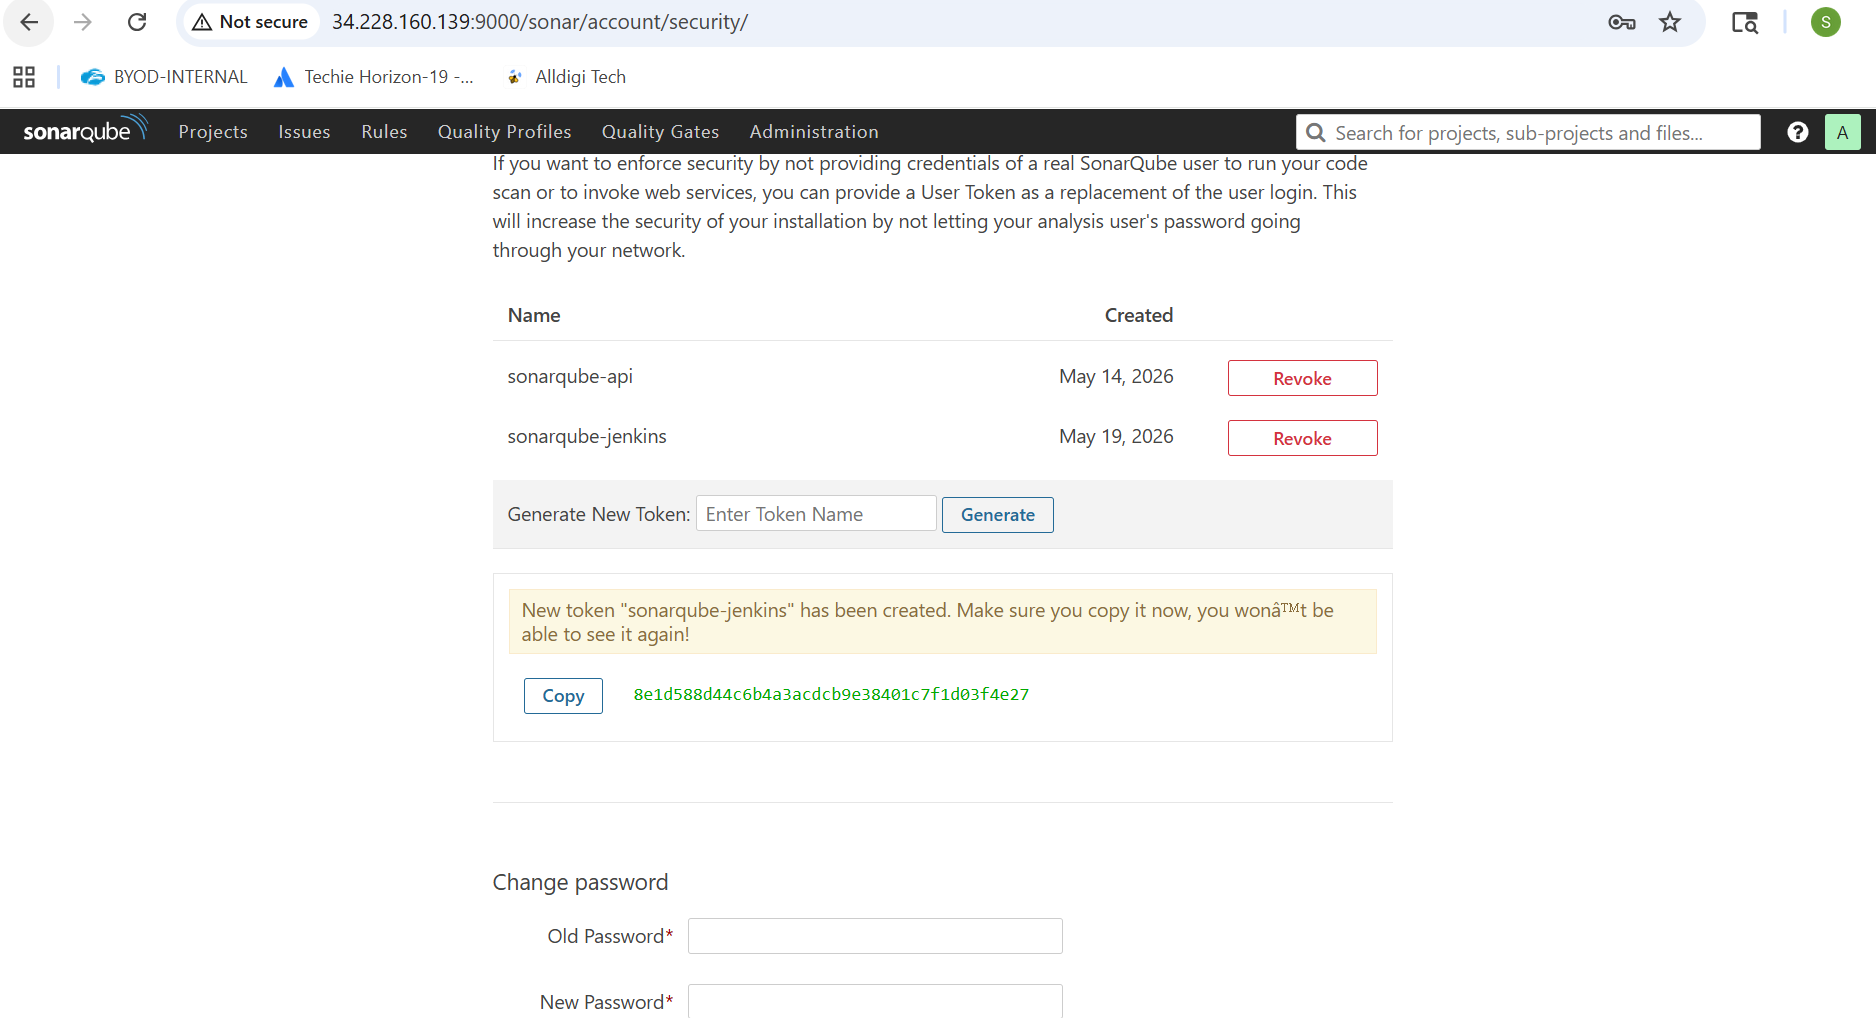 Not secure 34.228.160.139:9000/sonar/account/security/ S
BYOD-INTERNAL Techie Horizon-19 -... Alldigi Tech
sonarqube Projects Issues Rules Quality Profiles Quality Gates Administration Search for projects, sub-projects and files... ? A
If you want to enforce security by not providing credentials of a real SonarQube user to run your code
scan or to invoke web services, you can provide a User Token as a replacement of the user login. This
will increase the security of your installation by not letting your analysis user's password going
through your network.
Name Created
sonarqube-api May 14, 2026 Revoke
sonarqube-jenkins May 19, 2026 Revoke
Generate New Token: Enter Token Name Generate
New token "sonarqube-jenkins" has been created. Make sure you copy it now, you wonâ™t be
able to see it again!
Copy 8e1d588d44c6b4a3acdcb9e38401c7f1d03f4e27
Change password
Old Password*
New Password*